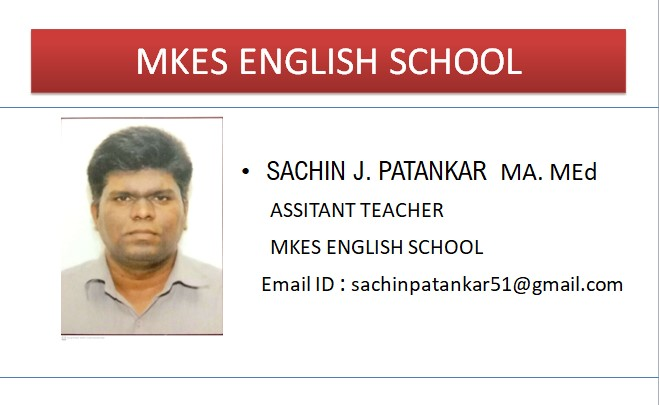 MKES ENGLISH SCHOOL
• SACHIN J. PATANKAR MA. MEd
ASSITANT TEACHER
MKES ENGLISH SCHOOL
Email ID : sachinpatankar51@gmail.com